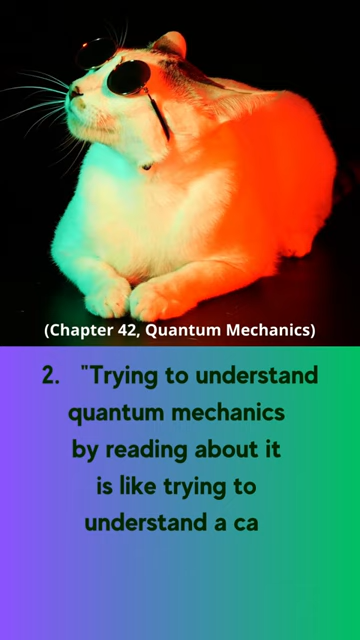 (Chapter 42, Quantum Mechanics)
2. "Trying to understand
quantum mechanics
by reading about it
is like trying to
understand a ca